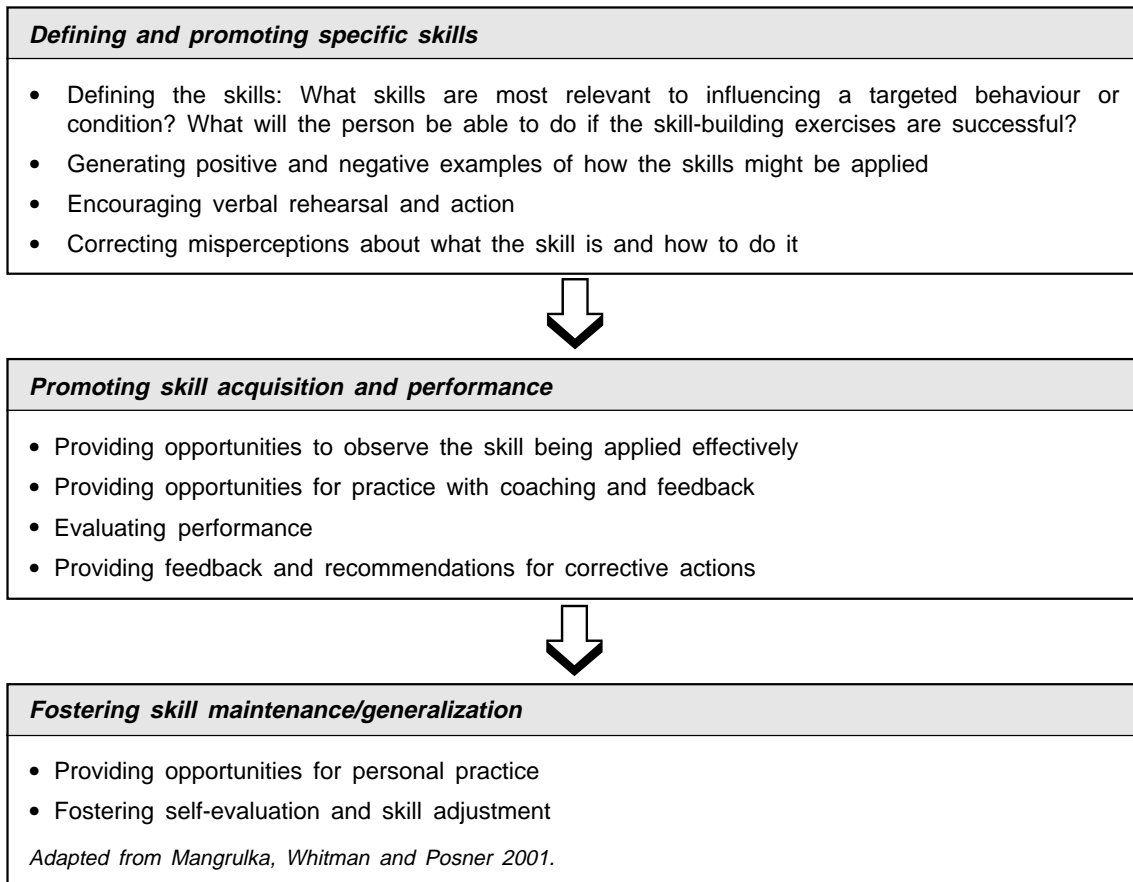 Defining and promoting specific skills
• Defining the skills: What skills are most relevant to influencing a targeted behaviour or
condition? What will the person be able to do if the skill-building exercises are successful?
• Generating positive and negative examples of how the skills might be applied
• Encouraging verbal rehearsal and action
• Correcting misperceptions about what the skill is and how to do it
Promoting skill acquisition and performance
• Providing opportunities to observe the skill being applied effectively
• Providing opportunities for practice with coaching and feedback
• Evaluating performance
• Providing feedback and recommendations for corrective actions
Fostering skill maintenance/generalization
• Providing opportunities for personal practice
• Fostering self-evaluation and skill adjustment
Adapted from Mangrulka, Whitman and Posner 2001.